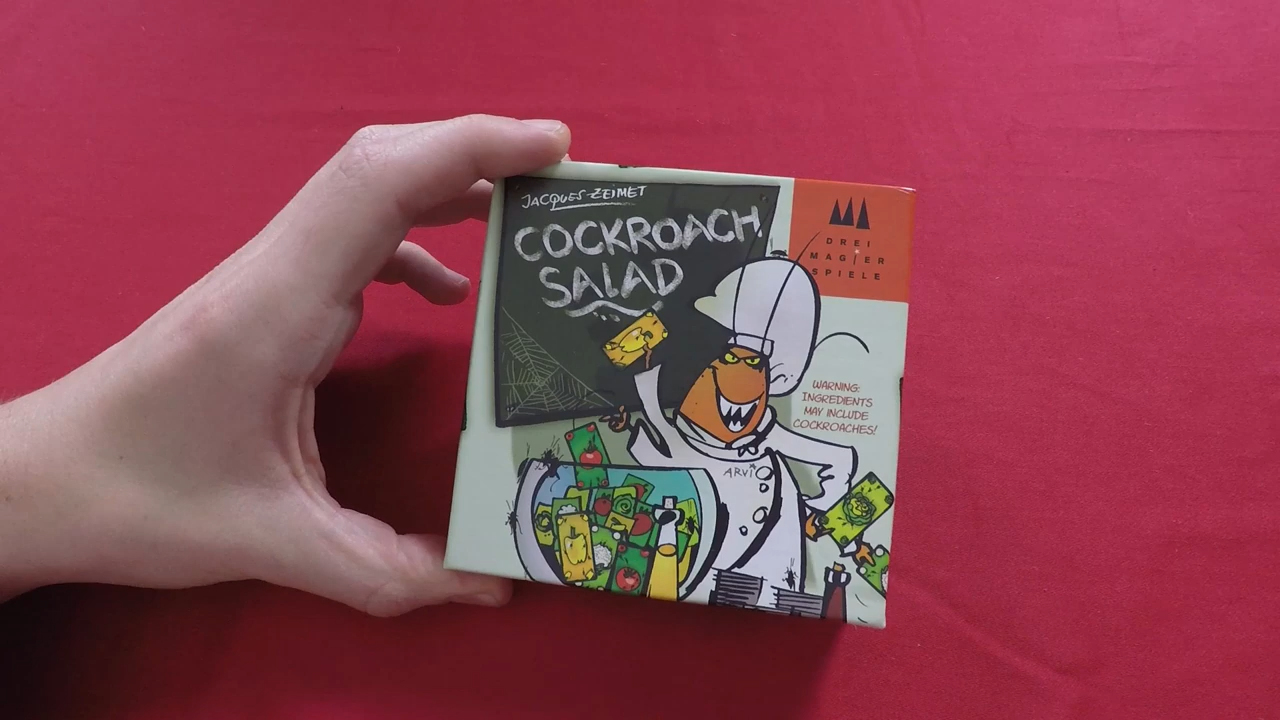 JACQUES ZEIMET
COCKROACH
SALAD
DREI
MAGIER
SPIELE
WARNING:
INGREDIENTS
MAY INCLUDE
COCKROACHES!
ARVI